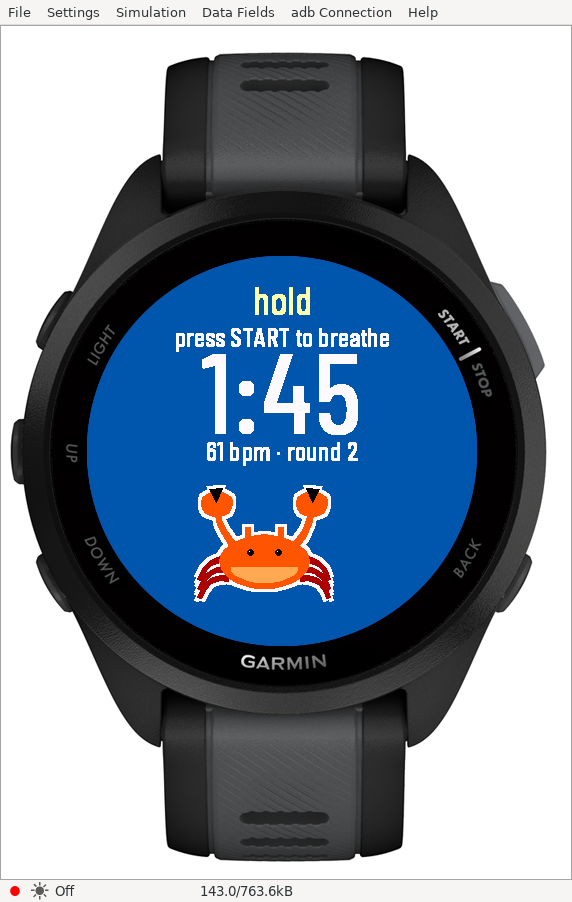 File Settings Simulation Data Fields adb Connection Help
hold
press START to breathe
1:45
61 bpm · round 2
LIGHT
START
STOP
UP
DOWN
BACK
GARMIN
Off 143.0/763.6kB